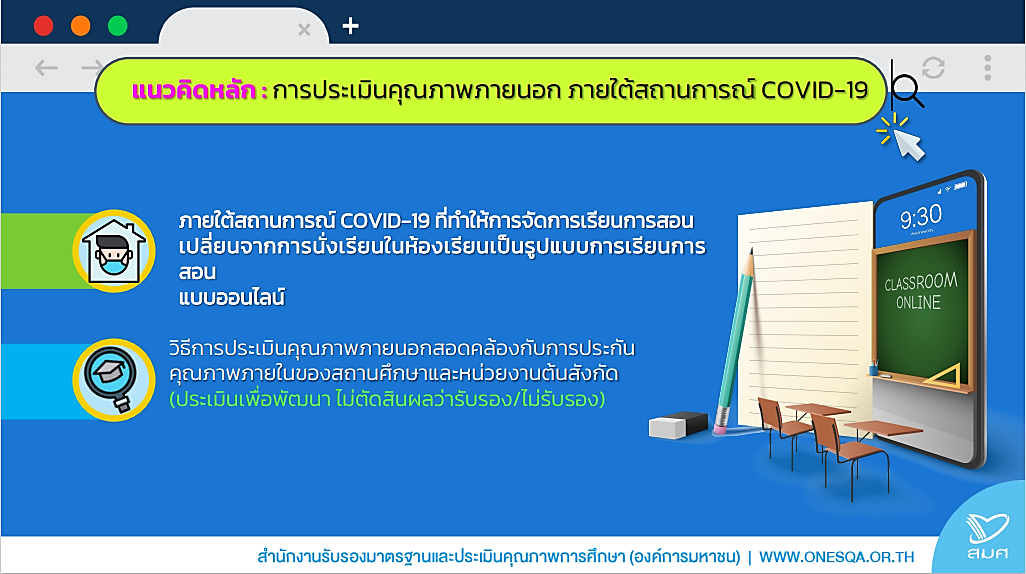 แนวคิดหลัก : การประเมินคุณภาพภายนอก ภายใต้สถานการณ์ COVID-19
ภายใต้สถานการณ์ COVID-19 ที่ทำให้การจัดการเรียนการสอน
เปลี่ยนจากการนั่งเรียนในห้องเรียนเป็นรูปแบบการเรียนการ
สอน
แบบออนไลน์
วิธีการประเมินคุณภาพภายนอกสอดคล้องกับการประกัน
คุณภาพภายในของสถานศึกษาและหน่วยงานต้นสังกัด
(ประเมินเพื่อพัฒนา ไม่ตัดสินผลว่ารับรอง/ไม่รับรอง)
9:30
CLASSROOM
ONLINE
สำนักงานรับรองมาตรฐานและประเมินคุณภาพการศึกษา (องค์การมหาชน) | WWW.ONESQA.OR.TH
สมศ